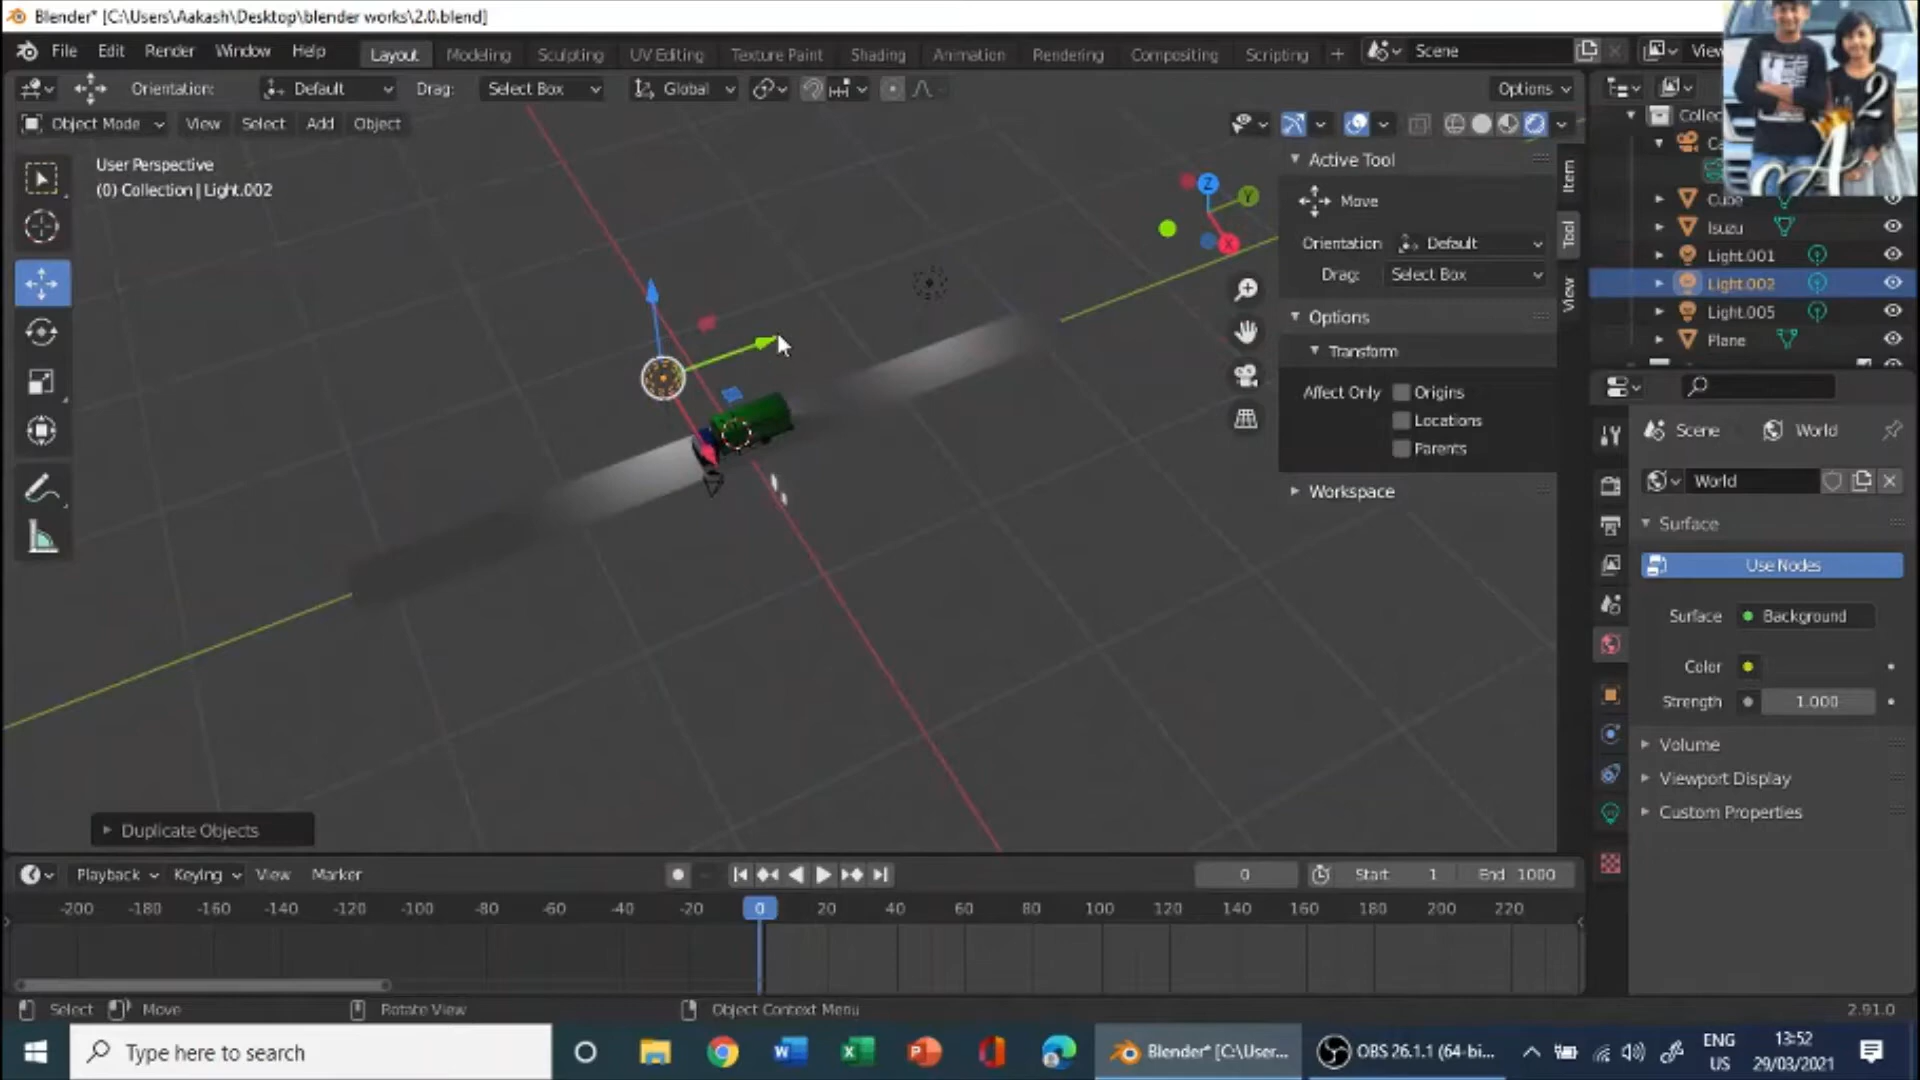 Blender* [C:\Users\Aakash\Desktop\blender works\2.0.blend]
File Edit Render Window Help Layout Modeling Sculpting UV Editing Texture Paint Shading Animation Rendering Compositing Scripting + Scene View
Orientation: Default Drag: Select Box Global Options
Object Mode View Select Add Object
User Perspective
(0) Collection | Light.002
Z
Y
X
Active Tool
Move
Orientation Default
Drag: Select Box
Options
Transform
Affect Only Origins
Locations
Parents
Workspace
Item
Tool
View
A2
Collec
Ca
Cube
Isuzu
Light.001
Light.002
Light.005
Plane
Scene World
World
Surface
Use Nodes
Surface Background
Color
Strength 1.000
Volume
Viewport Display
Custom Properties
Duplicate Objects
Playback Keying View Marker 0 Start 1 End 1000
-200 -180 -160 -140 -120 -100 -80 -60 -40 -20 0 20 40 60 80 100 120 140 160 180 200 220
Select Move Rotate View Object Context Menu 2.91.0
Type here to search Blender* [C:\User... OBS 26.1.1 (64-bi... ENG US 13:52 29/03/2021